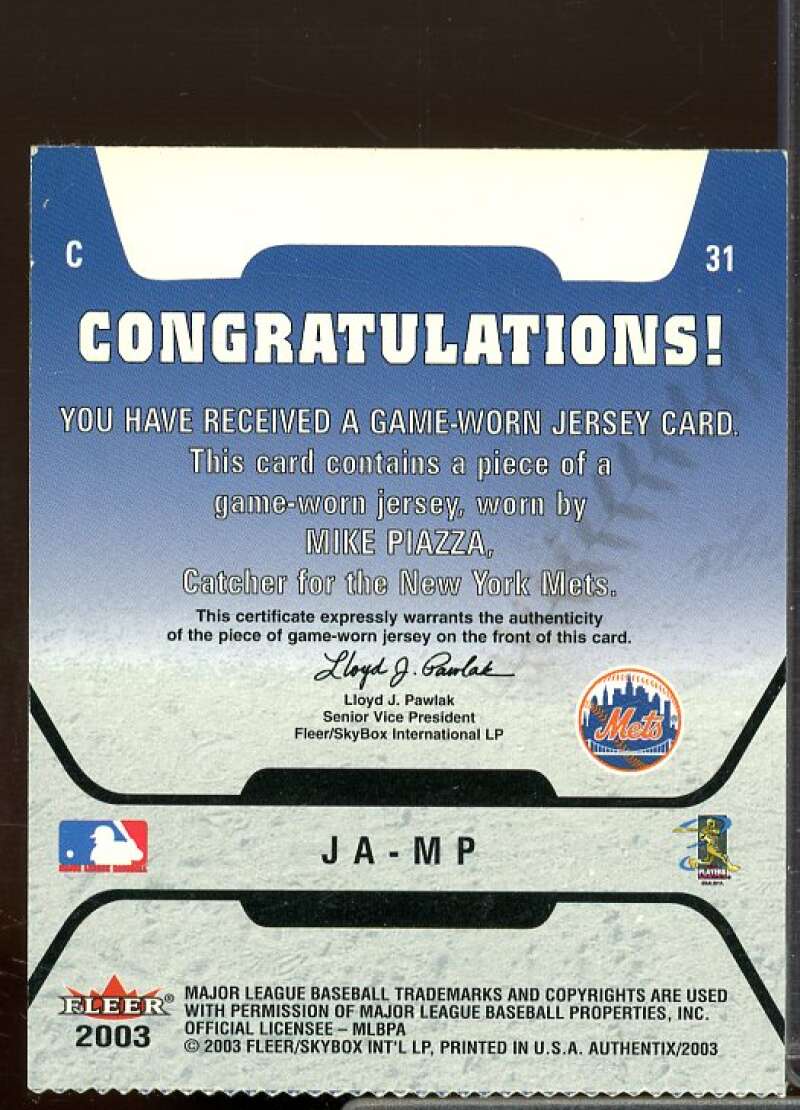 C 31
CONGRATULATIONS!
YOU HAVE RECEIVED A GAME-WORN JERSEY CARD.
This card contains a piece of a
game-worn jersey, worn by
MIKE PIAZZA,
Catcher for the New York Mets.
This certificate expressly warrants the authenticity
of the piece of game-worn jersey on the front of this card.
Lloyd J. Pawlak
Lloyd J. Pawlak
Senior Vice President
Fleer/SkyBox International LP
Mets
MAJOR LEAGUE BASEBALL
JA-MP
PLAYERS
FLEER®
2003
MAJOR LEAGUE BASEBALL TRADEMARKS AND COPYRIGHTS ARE USED
WITH PERMISSION OF MAJOR LEAGUE BASEBALL PROPERTIES, INC.
OFFICIAL LICENSEE – MLBPA
© 2003 FLEER/SKYBOX INT'L LP, PRINTED IN U.S.A. AUTHENTIX/2003